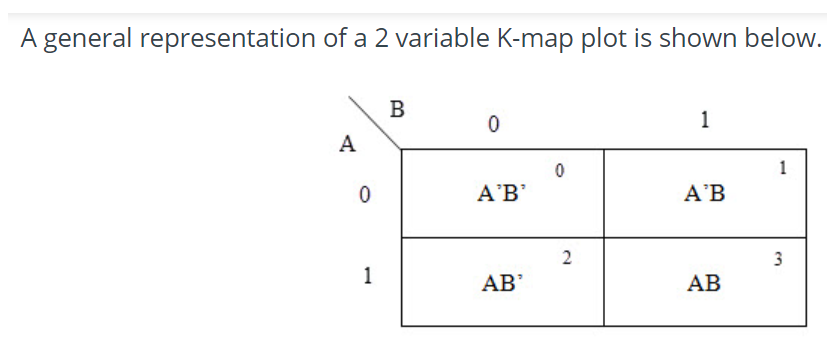 A general representation of a 2 variable K-map plot is shown below.
B
0 1
A
0 1
0 A'B' A'B
2 3
1 AB' AB